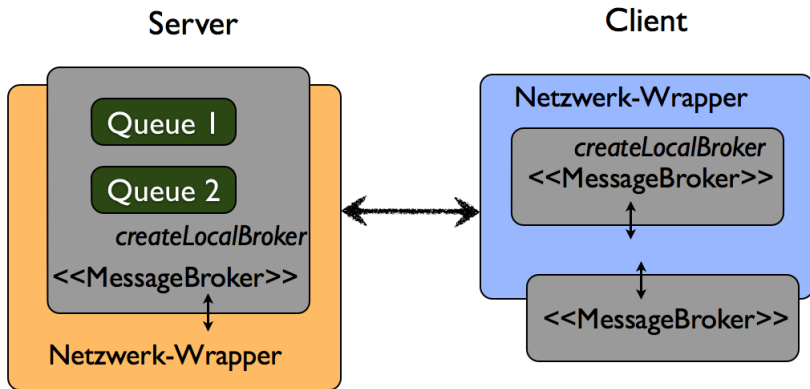 Server
Queue 1
Queue 2
createLocalBroker
<<MessageBroker>>
Netzwerk-Wrapper
Client
Netzwerk-Wrapper
createLocalBroker
<<MessageBroker>>
<<MessageBroker>>